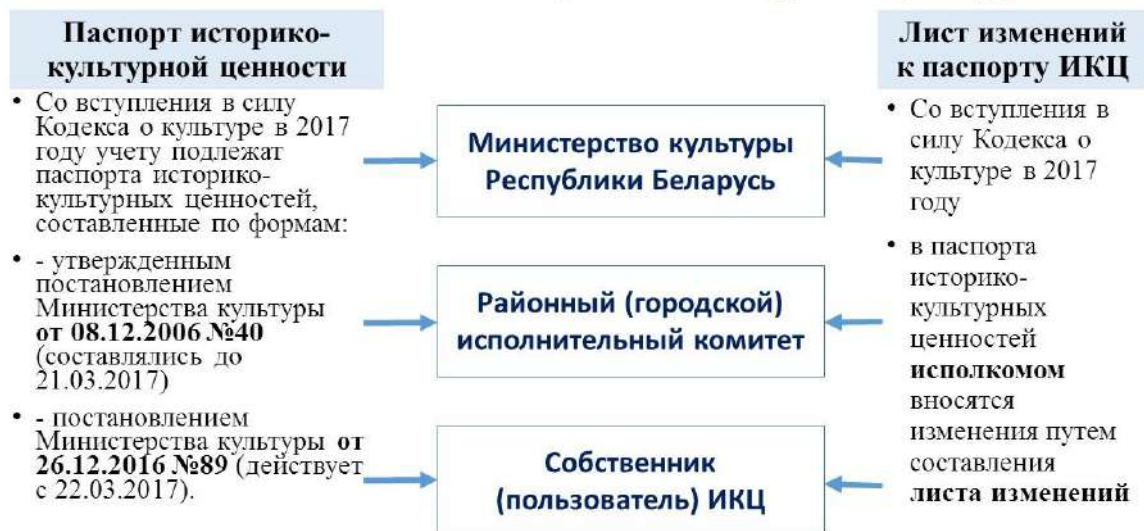 Паспорт историко-
культурной ценности
• Со вступления в силу
Кодекса о культуре в 2017
году учету подлежат
паспорта историко-
культурных ценностей,
составленные по формам:
• - утвержденным
постановлением
Министерства культуры
от 08.12.2006 №40
(составлялись до
21.03.2017)
• - постановлением
Министерства культуры от
26.12.2016 №89 (действует
с 22.03.2017).
Министерство культуры
Республики Беларусь
Районный (городской)
исполнительный комитет
Собственник
(пользователь) ИКЦ
Лист изменений
к паспорту ИКЦ
• Со вступления в
силу Кодекса о
культуре в 2017
году
• в паспорта
историко-
культурных
ценностей
исполкомом
вносятся
изменения путем
составления
листа изменений